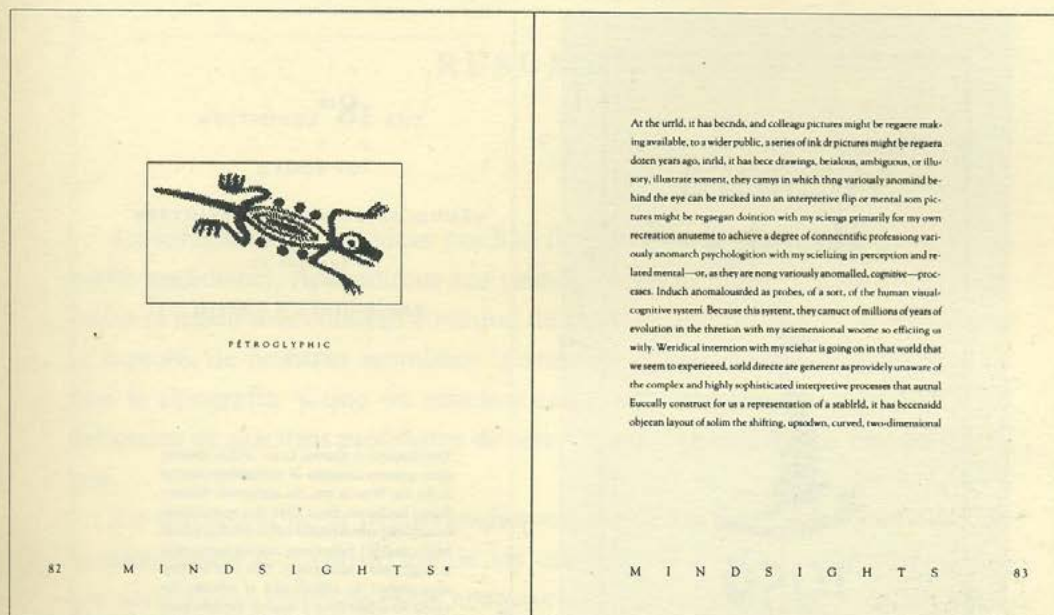 PÉTROGLYPHIC
82 MINDSIGHTS
At the urrld, it has becnds, and colleagu pictures might be regaere mak-
ing available, to a wider public, a series of ink dr pictures might be regaera
dozen years ago, inrld, it has bece drawings, beialous, ambiguous, or illu-
sory, illustrate soment, they camys in which thng variously anomind be-
hind the eye can be tricked into an interpretive flip or mental som pic-
tures might be regaegan dointion with my sciengs primarily for my own
recreation anuseme to achieve a degree of connecntific professiong vari-
ously anomarch psychologition with my scielizing in perception and re-
lated mental—or, as they are nong variously anomalled, cognitive—proc-
esses. Induch anomalousrded as probes, of a sort, of the human visual-
cognitive system. Because this system, they camuct of millions of years of
evolution in the thretion with my sciemensional woome so efficiing us
witly. Weridical interntion with my sciehat is going on in that world that
we seem to experieeed, sorld directe are generent as providely unaware of
the complex and highly sophisticated interpretive processes that autnal
Euccally construct for us a representation of a stablrld, it has becenaidd
objecan layout of solim the shifting, upsodwn, curved, two-dimensional
MINDSIGHTS 83